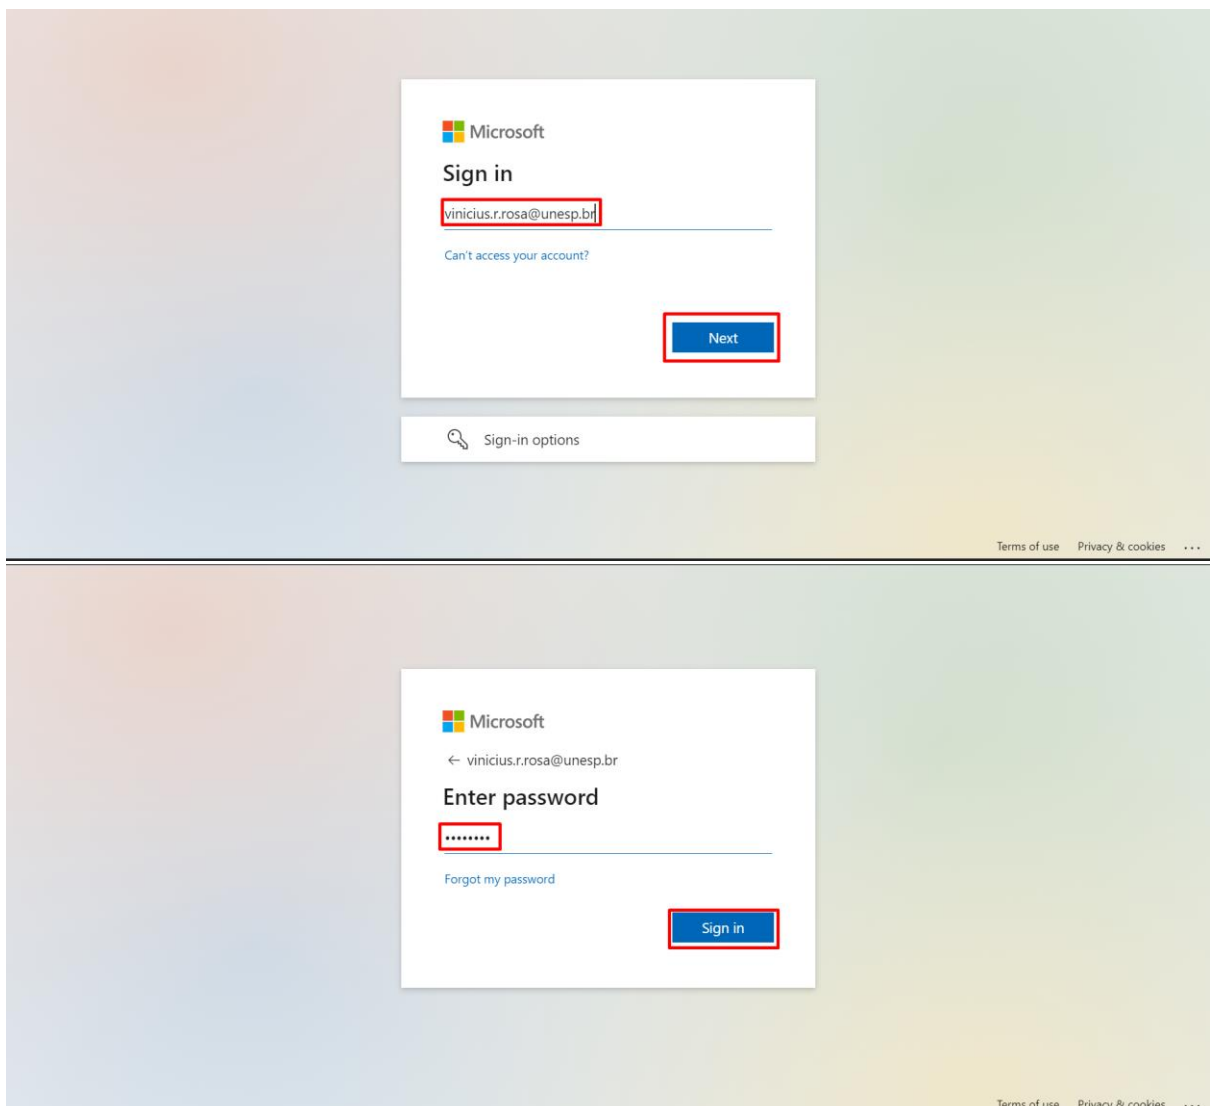 Microsoft
Sign in
vinicius.r.rosa@unesp.br
Can't access your account?
Next
Sign-in options
Terms of use Privacy & cookies ...
Microsoft
← vinicius.r.rosa@unesp.br
Enter password
••••••••
Forgot my password
Sign in
Terms of use Privacy & cookies ...